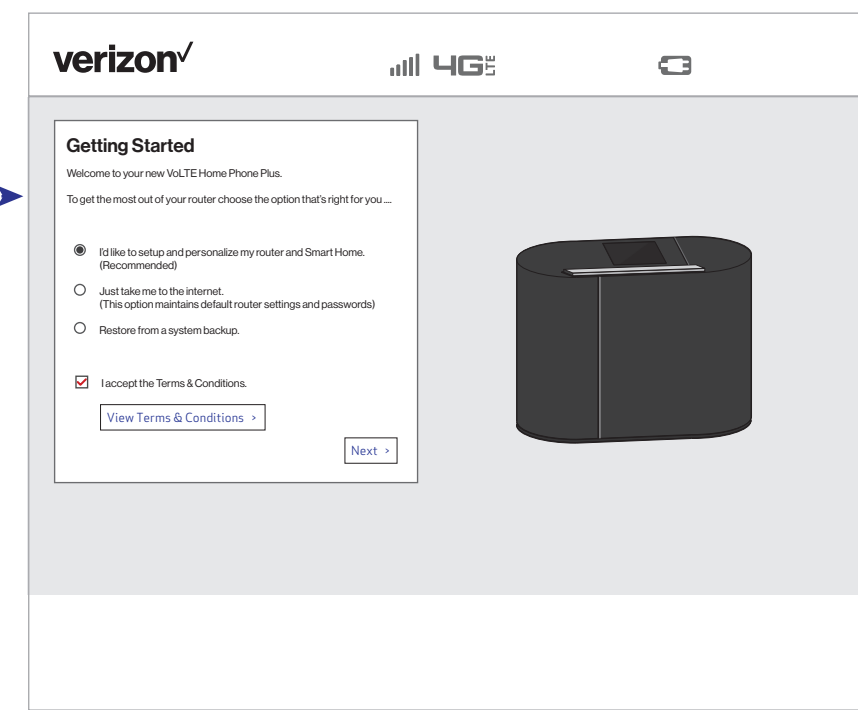 verizon✓
4G LTE
Getting Started
Welcome to your new VoLTE Home Phone Plus.
To get the most out of your router choose the option that's right for you ....
I'd like to setup and personalize my router and Smart Home.
(Recommended)
Just take me to the internet.
(This option maintains default router settings and passwords)
Restore from a system backup.
I accept the Terms & Conditions.
View Terms & Conditions >
Next >